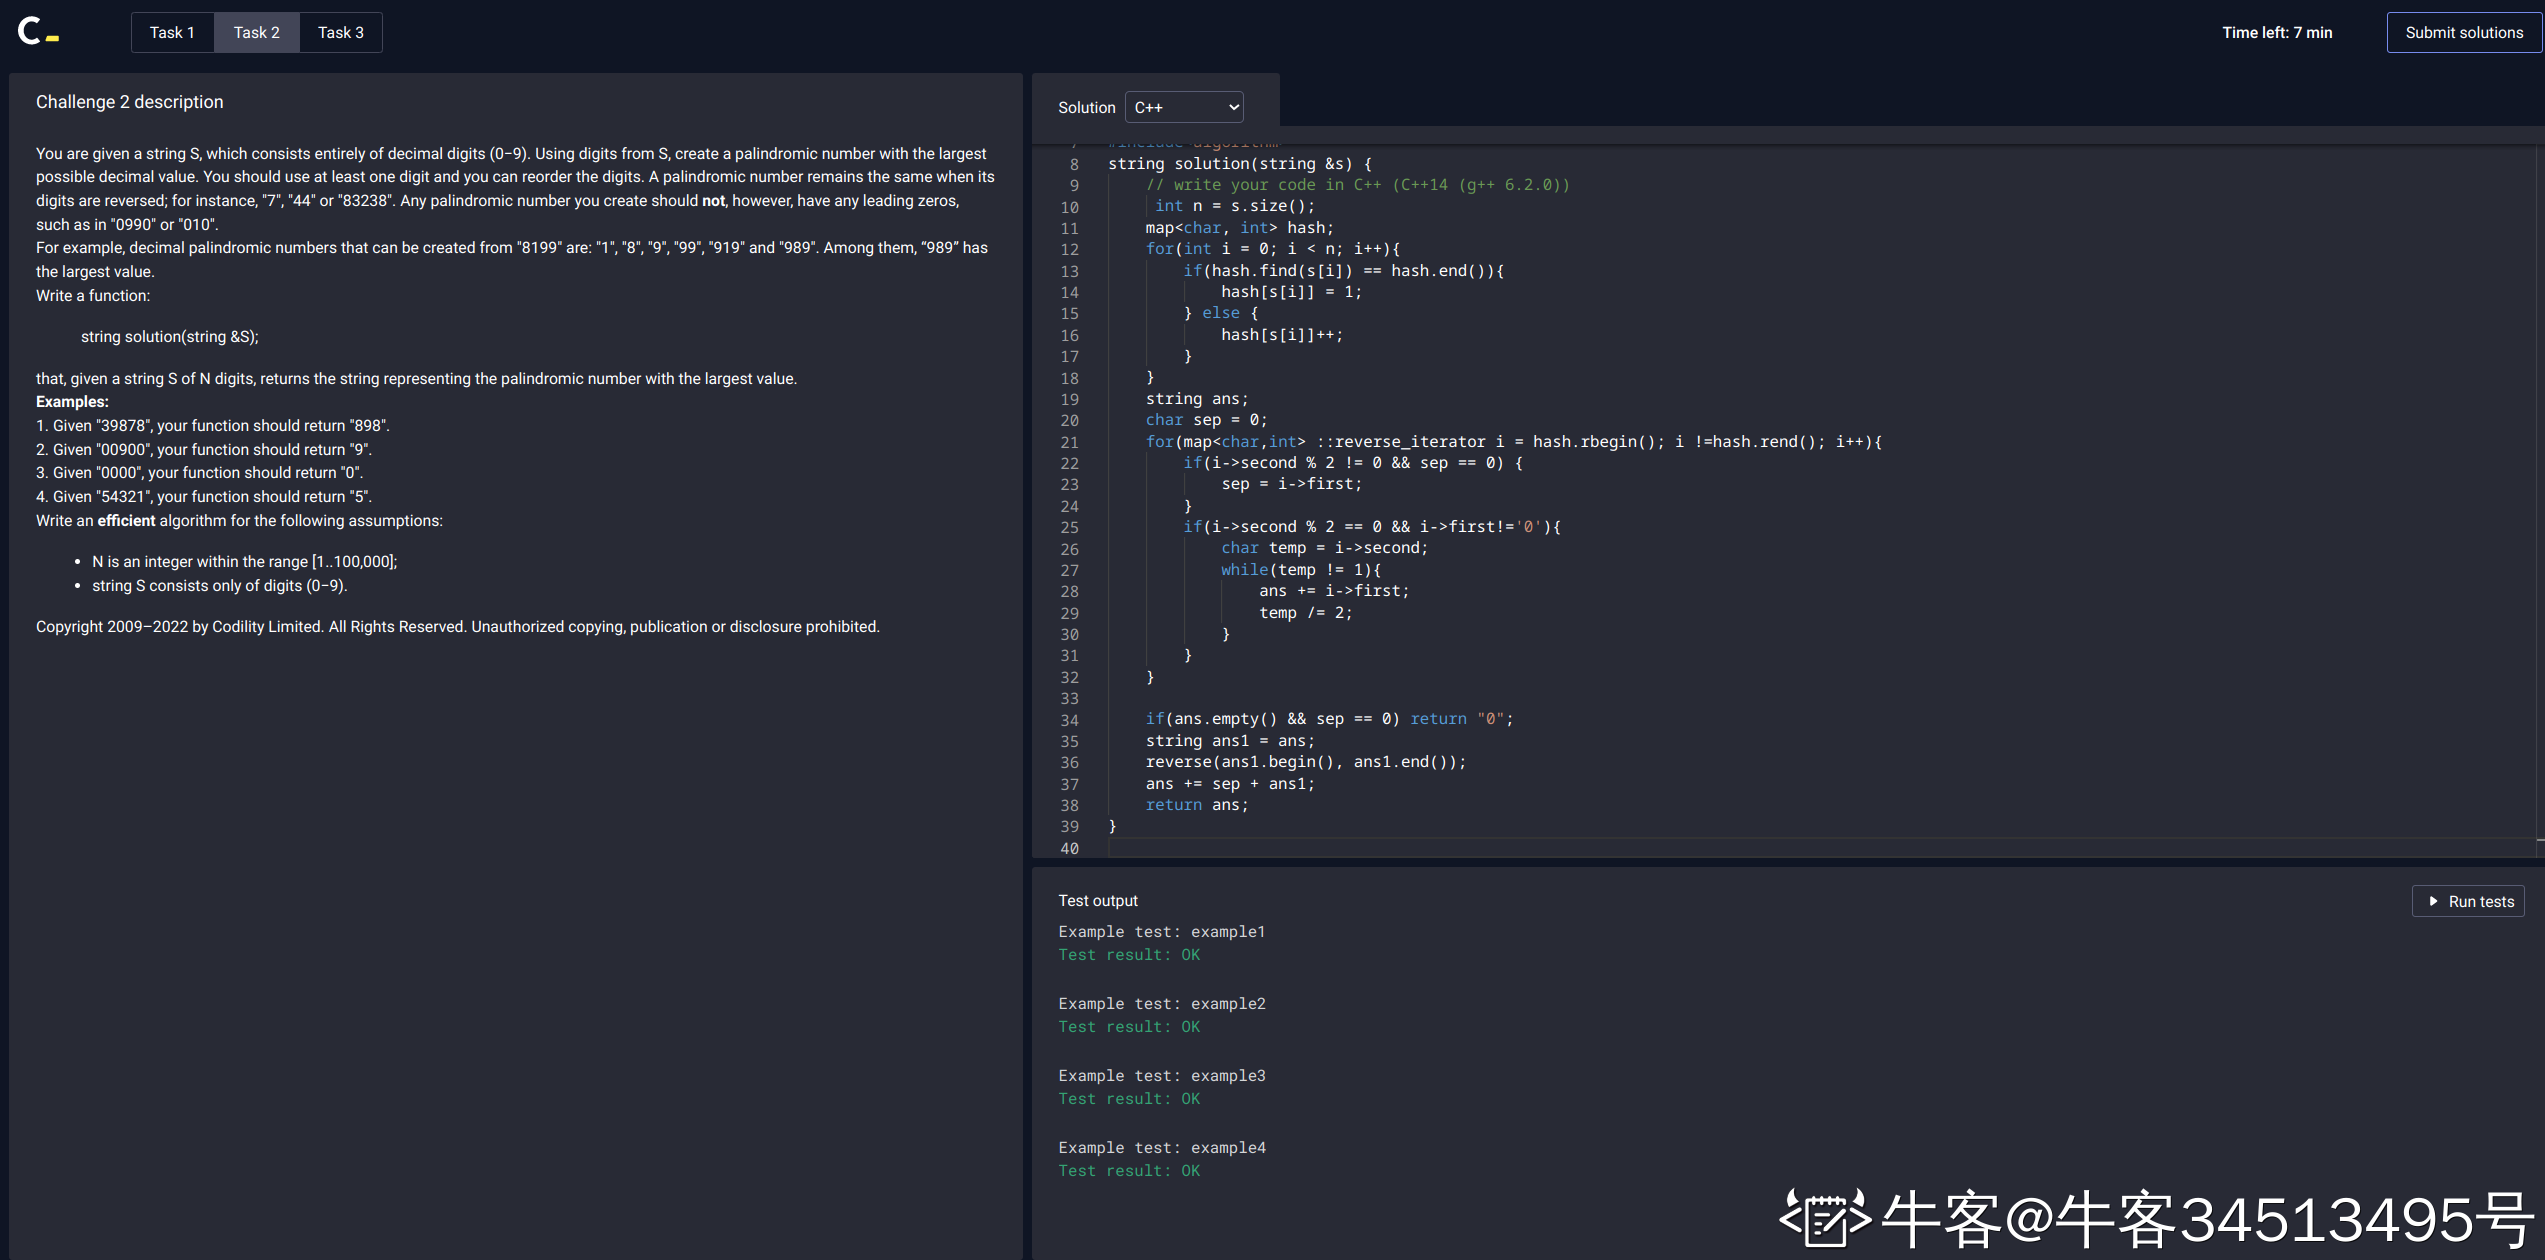 C_
Task 1
Task 2
Task 3
Time left: 7 min
Submit solutions
Challenge 2 description
You are given a string S, which consists entirely of decimal digits (0−9). Using digits from S, create a palindromic number with the largest
possible decimal value. You should use at least one digit and you can reorder the digits. A palindromic number remains the same when its
digits are reversed; for instance, "7", "44" or "83238". Any palindromic number you create should not, however, have any leading zeros,
such as in "0990" or "010".
For example, decimal palindromic numbers that can be created from "8199" are: "1", "8", "9", "99", "919" and "989". Among them, “989” has
the largest value.
Write a function:
string solution(string &S);
that, given a string S of N digits, returns the string representing the palindromic number with the largest value.
Examples:
1. Given "39878", your function should return "898".
2. Given "00900", your function should return "9".
3. Given "0000", your function should return "0".
4. Given "54321", your function should return "5".
Write an efficient algorithm for the following assumptions:
• N is an integer within the range [1..100,000];
• string S consists only of digits (0−9).
Copyright 2009–2022 by Codility Limited. All Rights Reserved. Unauthorized copying, publication or disclosure prohibited.
Solution
C++
7 #include<algorithm>
8 string solution(string &s) {
9 // write your code in C++ (C++14 (g++ 6.2.0))
10 int n = s.size();
11 map<char, int> hash;
12 for(int i = 0; i < n; i++){
13 if(hash.find(s[i]) == hash.end()){
14 hash[s[i]] = 1;
15 } else {
16 hash[s[i]]++;
17 }
18 }
19 string ans;
20 char sep = 0;
21 for(map<char,int> ::reverse_iterator i = hash.rbegin(); i !=hash.rend(); i++){
22 if(i->second % 2 != 0 && sep == 0) {
23 sep = i->first;
24 }
25 if(i->second % 2 == 0 && i->first!='0'){
26 char temp = i->second;
27 while(temp != 1){
28 ans += i->first;
29 temp /= 2;
30 }
31 }
32 }
33
34 if(ans.empty() && sep == 0) return "0";
35 string ans1 = ans;
36 reverse(ans1.begin(), ans1.end());
37 ans += sep + ans1;
38 return ans;
39 }
40
Test output
Run tests
Example test: example1
Test result: OK
Example test: example2
Test result: OK
Example test: example3
Test result: OK
Example test: example4
Test result: OK
牛客@牛客34513495号